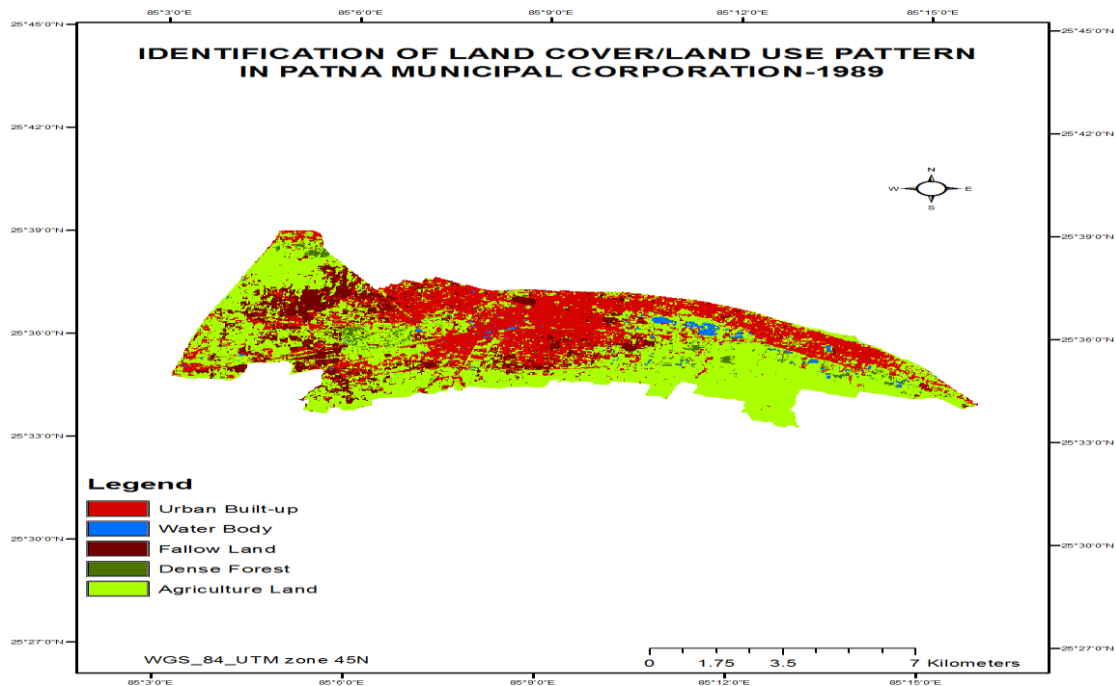 85°3'0"E 85°6'0"E 85°9'0"E 85°12'0"E 85°15'0"E
25°45'0"N 25°45'0"N
IDENTIFICATION OF LAND COVER/LAND USE PATTERN
IN PATNA MUNICIPAL CORPORATION-1989
25°42'0"N 25°42'0"N
N
W E
S
25°39'0"N 25°39'0"N
25°36'0"N 25°36'0"N
25°33'0"N 25°33'0"N
Legend
Urban Built-up
Water Body
25°30'0"N 25°30'0"N
Fallow Land
Dense Forest
Agriculture Land
25°27'0"N 25°27'0"N
WGS_84_UTM zone 45N
0 1.75 3.5 7 Kilometers
85°3'0"E 85°6'0"E 85°9'0"E 85°12'0"E 85°15'0"E